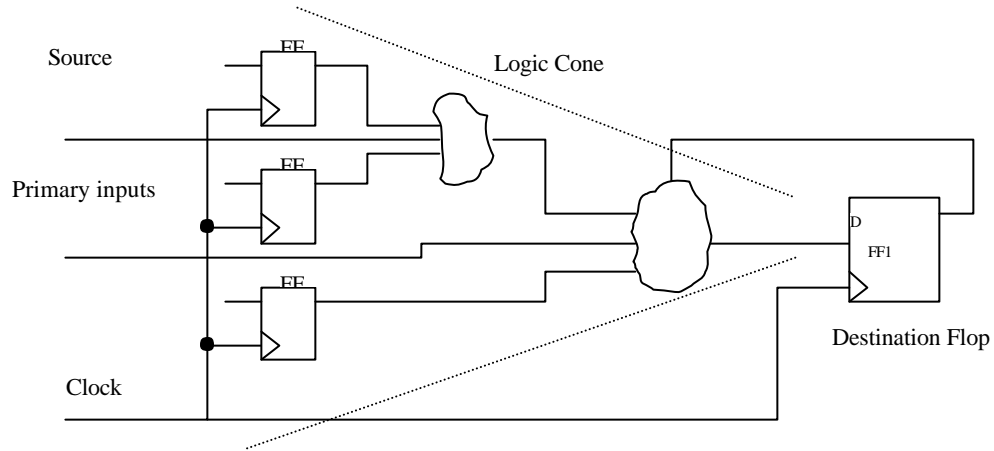 FF
Source
Logic Cone
FF
Primary inputs
D
FF1
FF
Destination Flop
Clock